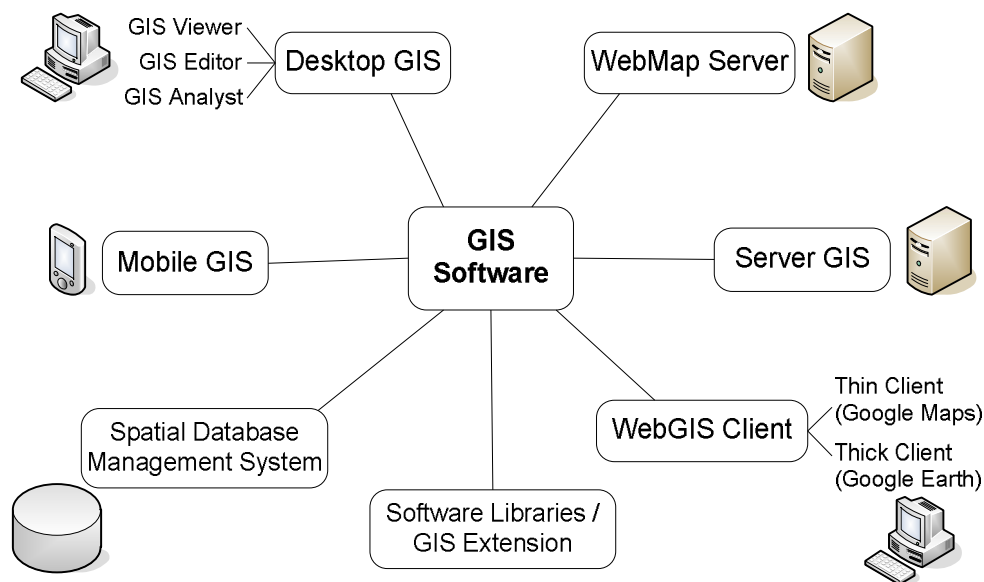 GIS Viewer
GIS Editor
GIS Analyst
Desktop GIS
WebMap Server
Mobile GIS
GIS
Software
Server GIS
Spatial Database
Management System
Software Libraries /
GIS Extension
WebGIS Client
Thin Client
(Google Maps)
Thick Client
(Google Earth)